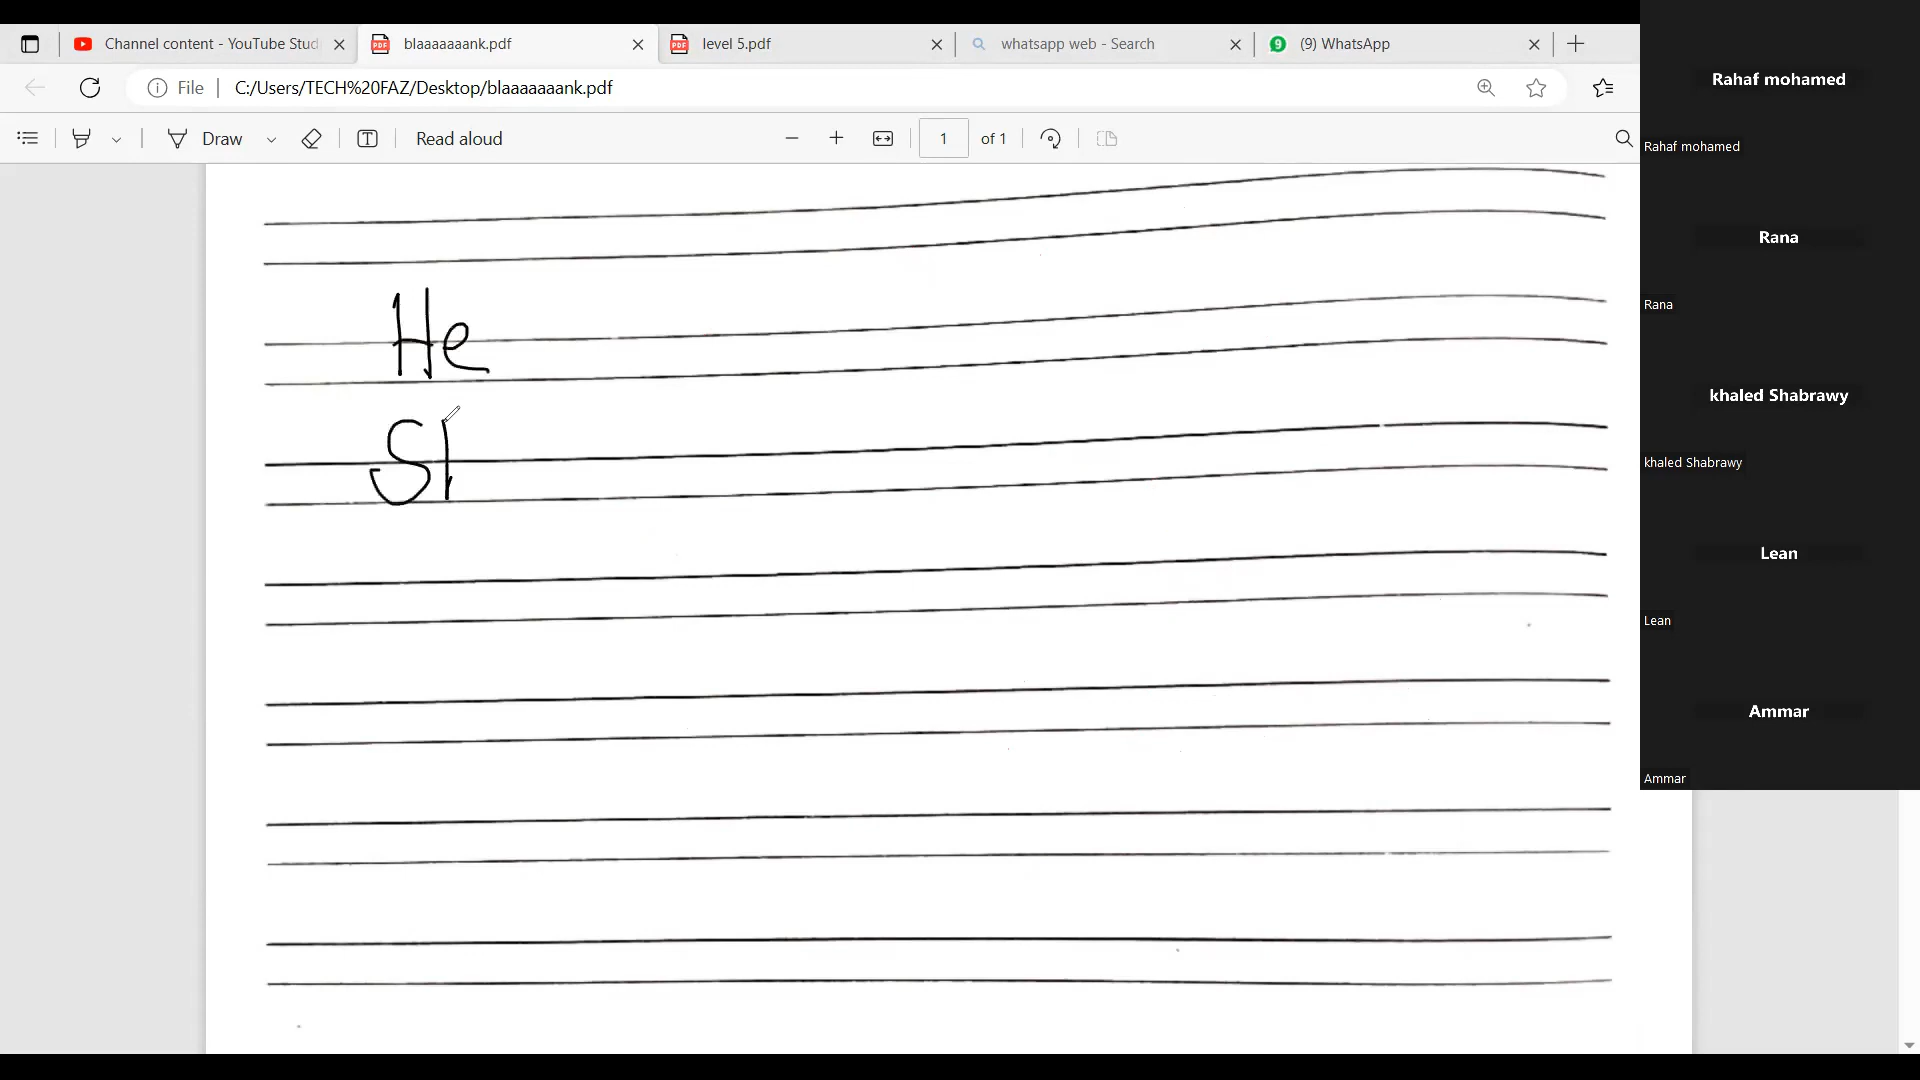 Channel content - YouTube Stud
blaaaaaaank.pdf
level 5.pdf
whatsapp web - Search
9
(9) WhatsApp
File
C:/Users/TECH%20FAZ/Desktop/blaaaaaaank.pdf
Draw
Read aloud
1
of 1
He
Sl
Rahaf mohamed
Rahaf mohamed
Rana
Rana
khaled Shabrawy
khaled Shabrawy
Lean
Lean
Ammar
Ammar